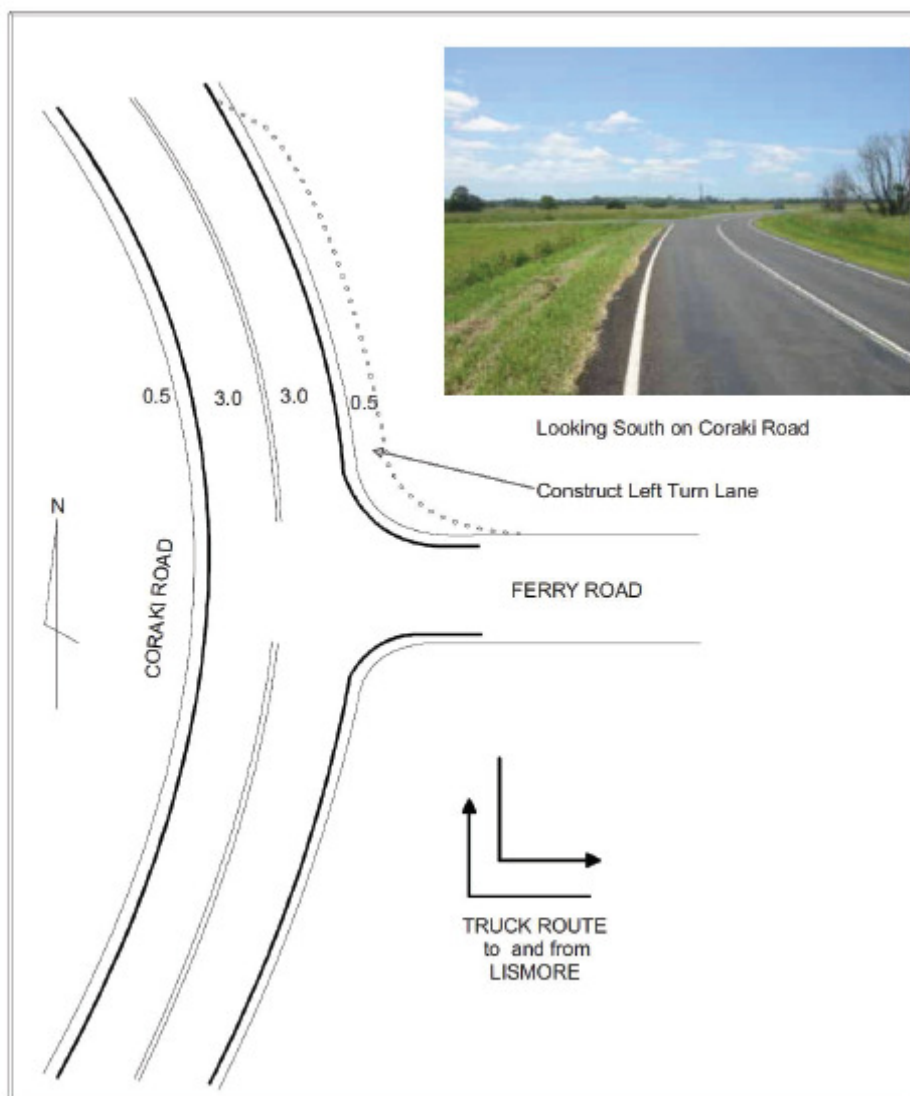 Looking South on Coraki Road
0.5
3.0
3.0
0.5
Construct Left Turn Lane
N
CORAKI ROAD
FERRY ROAD
TRUCK ROUTE
to and from
LISMORE